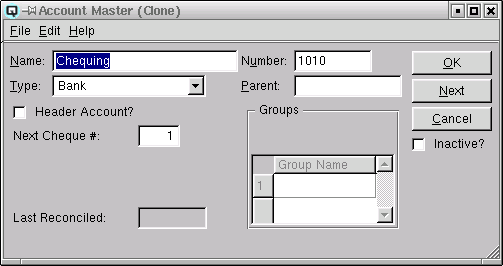 Q Account Master (Clone)
File Edit Help
Name: Chequing Number: 1010 OK
Type: Bank Parent: Next
Header Account? Groups Cancel
Next Cheque #: 1 Inactive?
Group Name
1
Last Reconciled: